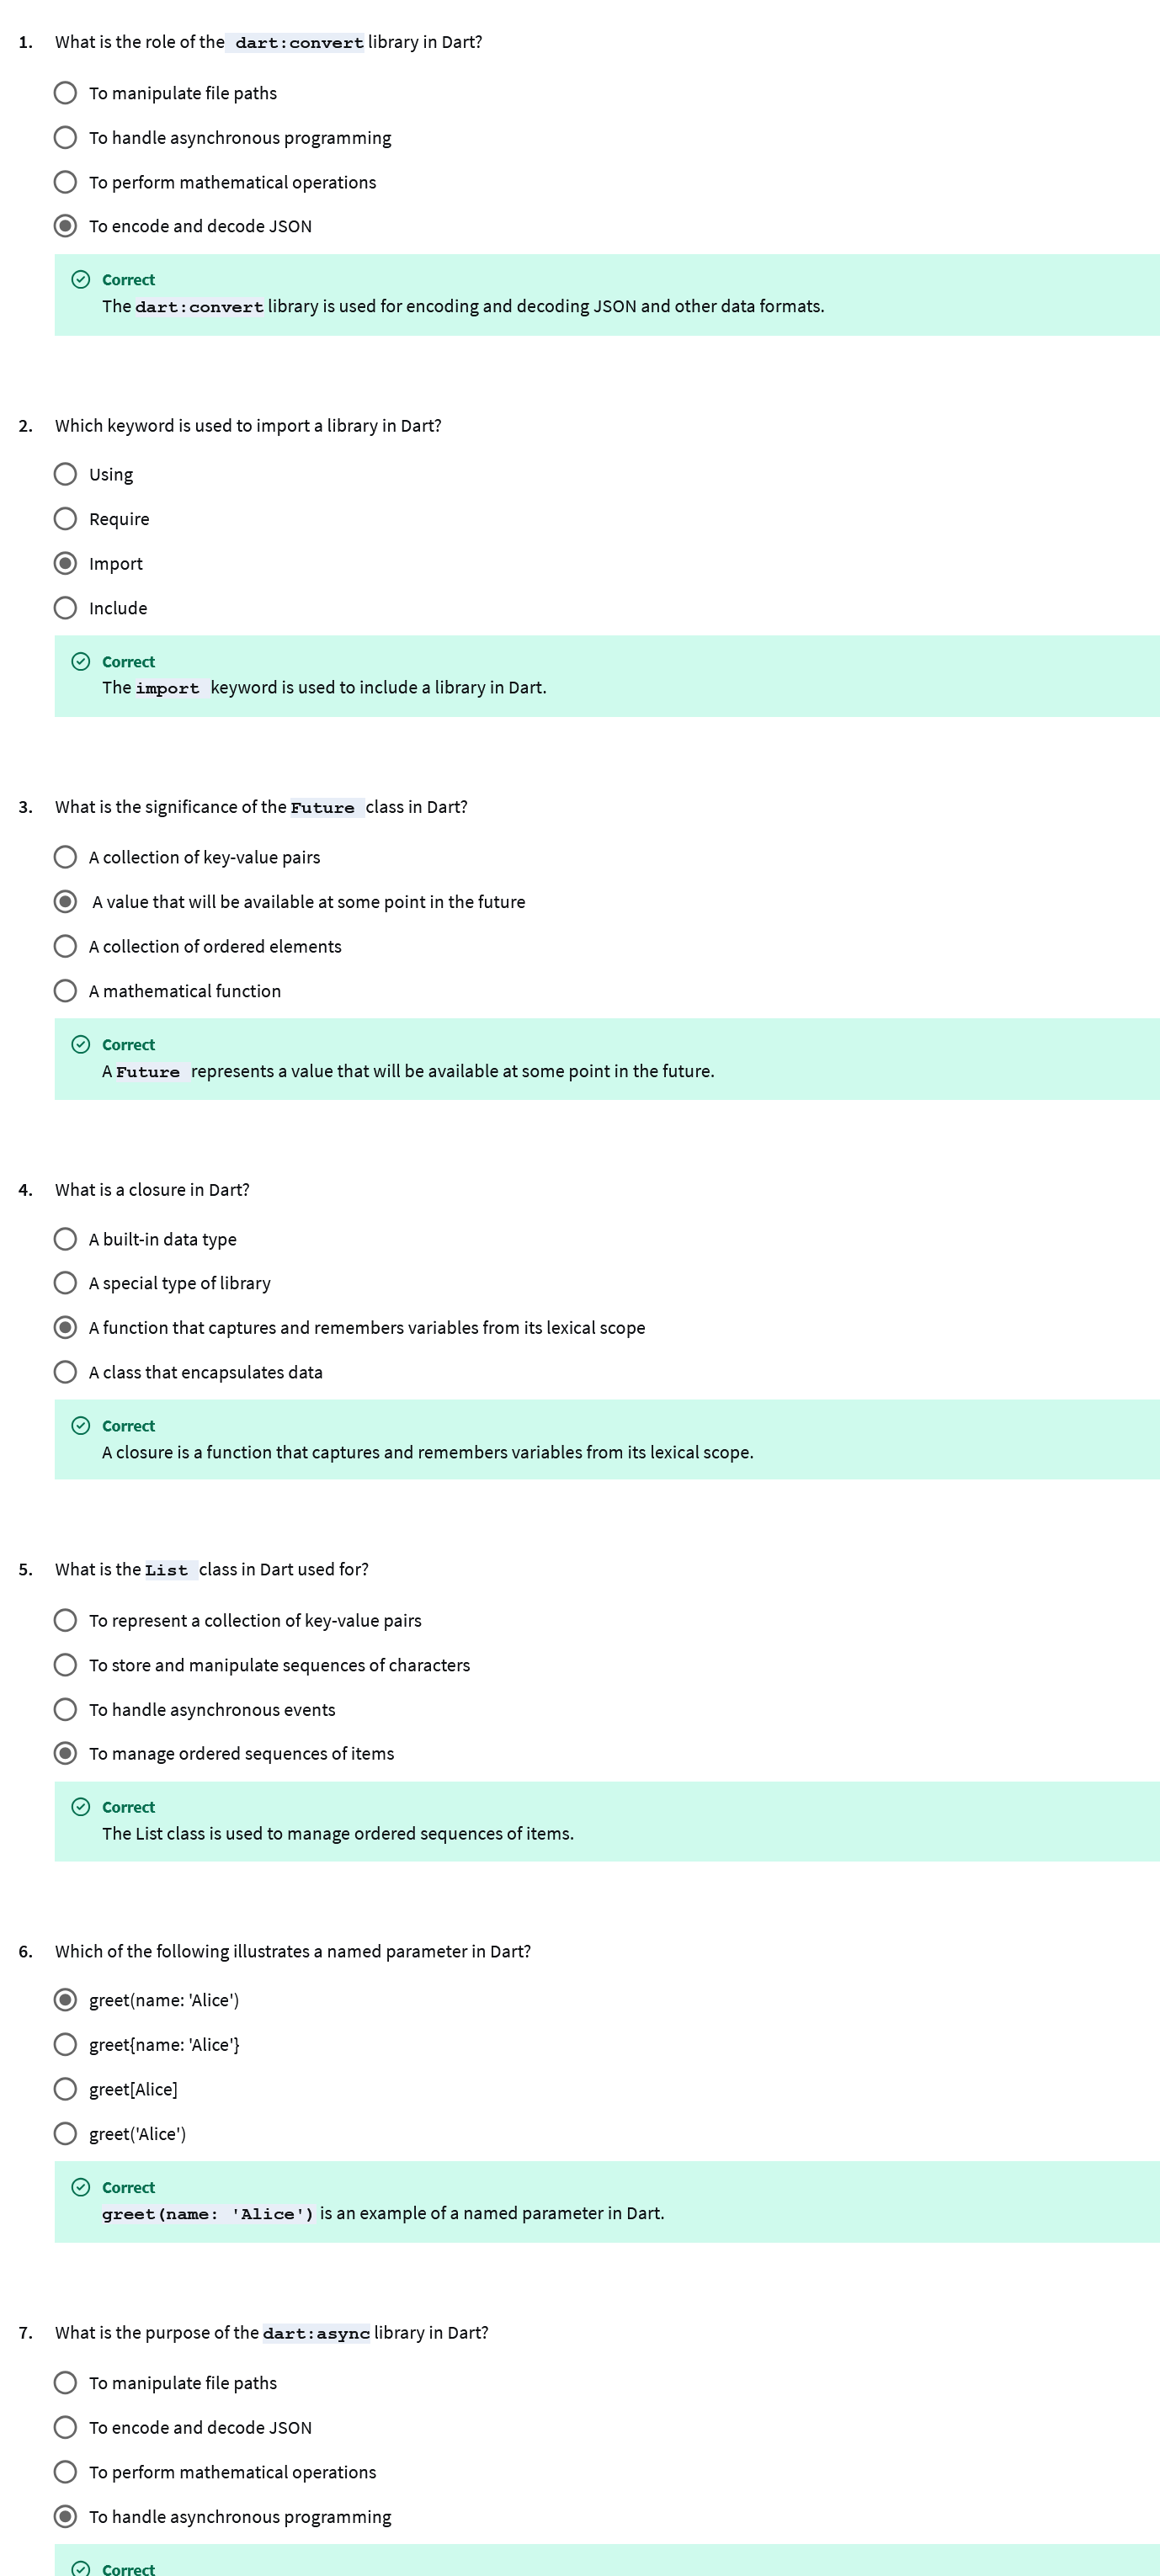 1. What is the role of the dart:convert library in Dart?
To manipulate file paths
To handle asynchronous programming
To perform mathematical operations
To encode and decode JSON
Correct
The dart:convert library is used for encoding and decoding JSON and other data formats.
2. Which keyword is used to import a library in Dart?
Using
Require
Import
Include
Correct
The import keyword is used to include a library in Dart.
3. What is the significance of the Future class in Dart?
A collection of key-value pairs
A value that will be available at some point in the future
A collection of ordered elements
A mathematical function
Correct
A Future represents a value that will be available at some point in the future.
4. What is a closure in Dart?
A built-in data type
A special type of library
A function that captures and remembers variables from its lexical scope
A class that encapsulates data
Correct
A closure is a function that captures and remembers variables from its lexical scope.
5. What is the List class in Dart used for?
To represent a collection of key-value pairs
To store and manipulate sequences of characters
To handle asynchronous events
To manage ordered sequences of items
Correct
The List class is used to manage ordered sequences of items.
6. Which of the following illustrates a named parameter in Dart?
greet(name: 'Alice')
greet{name: 'Alice'}
greet[Alice]
greet('Alice')
Correct
greet(name: 'Alice') is an example of a named parameter in Dart.
7. What is the purpose of the dart:async library in Dart?
To manipulate file paths
To encode and decode JSON
To perform mathematical operations
To handle asynchronous programming
Correct